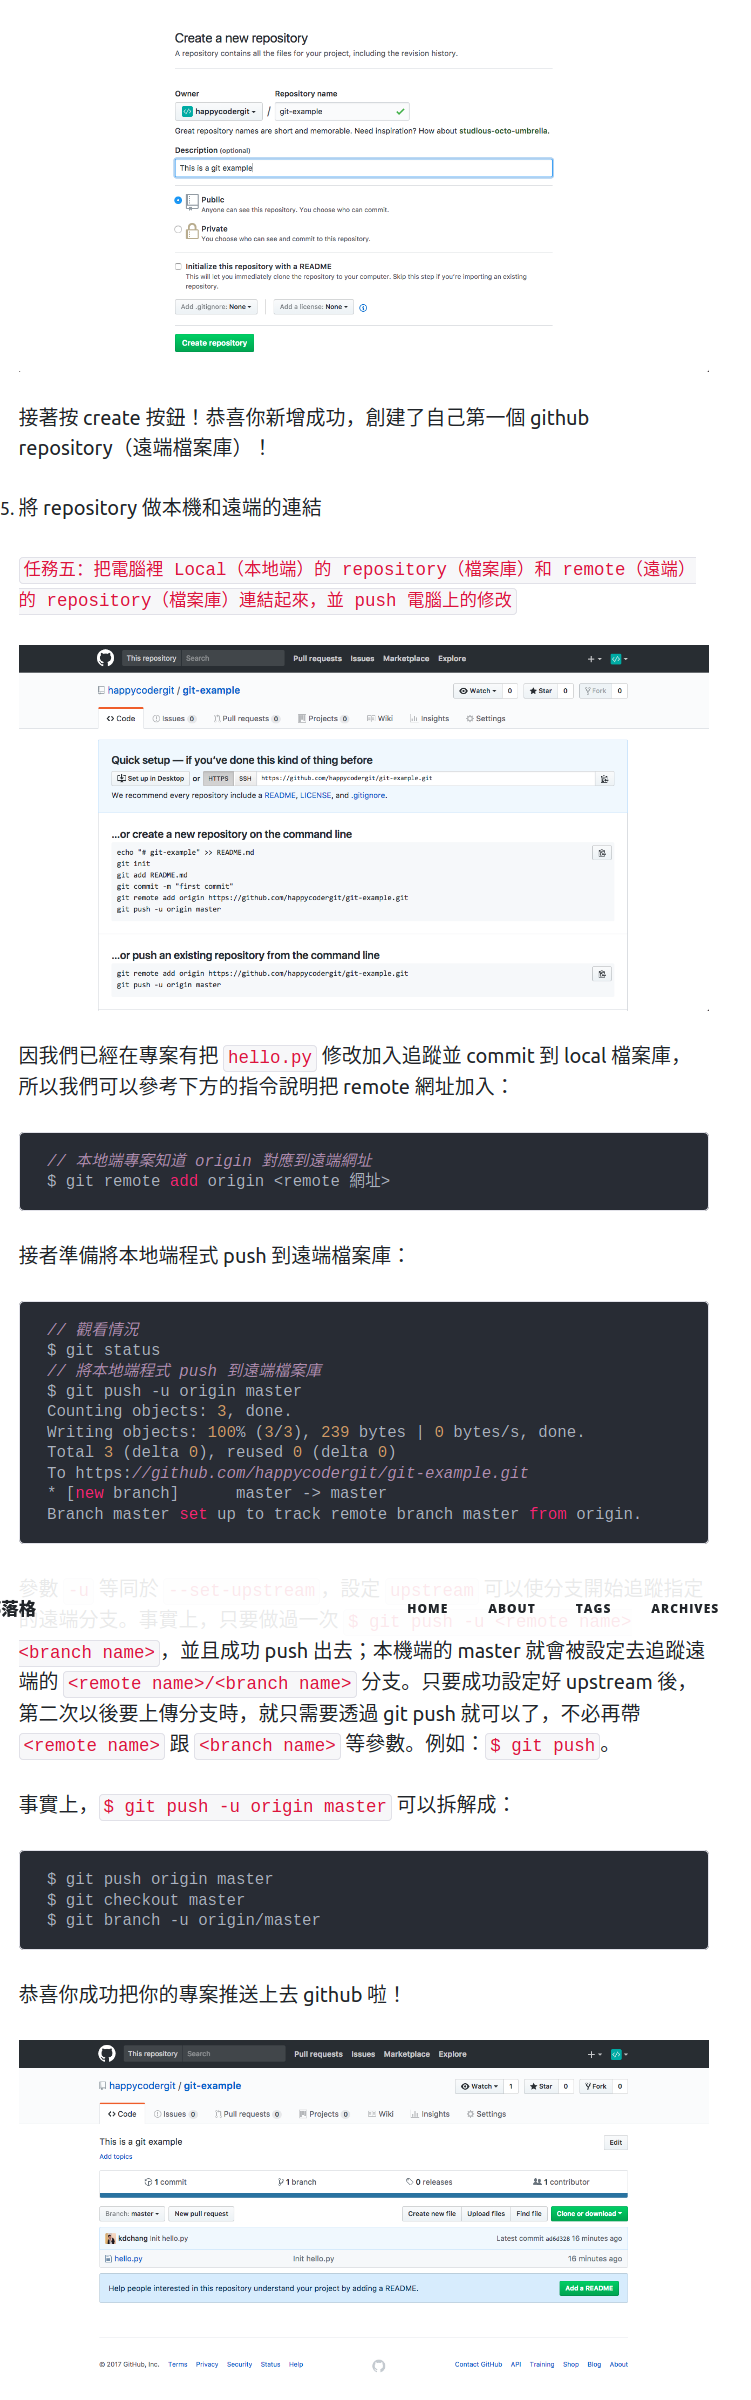 Create a new repository
A repository contains all the files for your project, including the revision history.
Owner
Repository name
happycodergit
/
git-example
Great repository names are short and memorable. Need inspiration? How about studious-octo-umbrella.
Description (optional)
This is a git example
Public
Anyone can see this repository. You choose who can commit.
Private
You choose who can see and commit to this repository.
Initialize this repository with a README
This will let you immediately clone the repository to your computer. Skip this step if you're importing an existing
repository.
Add .gitignore: None
Add a license: None
Create repository
接著按 create 按鈕！恭喜你新增成功，創建了自己第一個 github
repository（遠端檔案庫）！
5. 將 repository 做本機和遠端的連結
任務五：把電腦裡 Local（本地端）的 repository（檔案庫）和 remote（遠端）
的 repository（檔案庫）連結起來，並 push 電腦上的修改
This repository Search Pull requests Issues Marketplace Explore
happycodergit / git-example
Watch 0 Star 0 Fork 0
Code Issues 0 Pull requests 0 Projects 0 Wiki Insights Settings
Quick setup — if you've done this kind of thing before
Set up in Desktop or HTTPS SSH https://github.com/happycodergit/git-example.git
We recommend every repository include a README, LICENSE, and .gitignore.
...or create a new repository on the command line
echo "# git-example" >> README.md
git init
git add README.md
git commit -m "first commit"
git remote add origin https://github.com/happycodergit/git-example.git
git push -u origin master
...or push an existing repository from the command line
git remote add origin https://github.com/happycodergit/git-example.git
git push -u origin master
因我們已經在專案有把 hello.py 修改加入追蹤並 commit 到 local 檔案庫，
所以我們可以參考下方的指令說明把 remote 網址加入：
// 本地端專案知道 origin 對應到遠端網址
$ git remote add origin <remote 網址>
接者準備將本地端程式 push 到遠端檔案庫：
// 觀看情況
$ git status
// 將本地端程式 push 到遠端檔案庫
$ git push -u origin master
Counting objects: 3, done.
Writing objects: 100% (3/3), 239 bytes | 0 bytes/s, done.
Total 3 (delta 0), reused 0 (delta 0)
To https://github.com/happycodergit/git-example.git
* [new branch]      master -> master
Branch master set up to track remote branch master from origin.
參數 -u 等同於 --set-upstream，設定 upstream 可以使分支開始追蹤指定
落格 HOME ABOUT TAGS ARCHIVES
的遠端分支。事實上，只要做過一次 $ git push -u <remote name>
<branch name>，並且成功 push 出去；本機端的 master 就會被設定去追蹤遠
端的 <remote name>/<branch name> 分支。只要成功設定好 upstream 後，
第二次以後要上傳分支時，就只需要透過 git push 就可以了，不必再帶
<remote name> 跟 <branch name> 等參數。例如：$ git push。
事實上，$ git push -u origin master 可以拆解成：
$ git push origin master
$ git checkout master
$ git branch -u origin/master
恭喜你成功把你的專案推送上去 github 啦！
This repository Search Pull requests Issues Marketplace Explore
happycodergit / git-example
Watch 1 Star 0 Fork 0
Code Issues 0 Pull requests 0 Projects 0 Wiki Insights Settings
This is a git example
Edit
Add topics
1 commit 1 branch 0 releases 1 contributor
Branch: master New pull request Create new file Upload files Find file Clone or download
kdchang Init hello.py Latest commit ad6d328 16 minutes ago
hello.py Init hello.py 16 minutes ago
Help people interested in this repository understand your project by adding a README. Add a README
© 2017 GitHub, Inc. Terms Privacy Security Status Help Contact GitHub API Training Shop Blog About